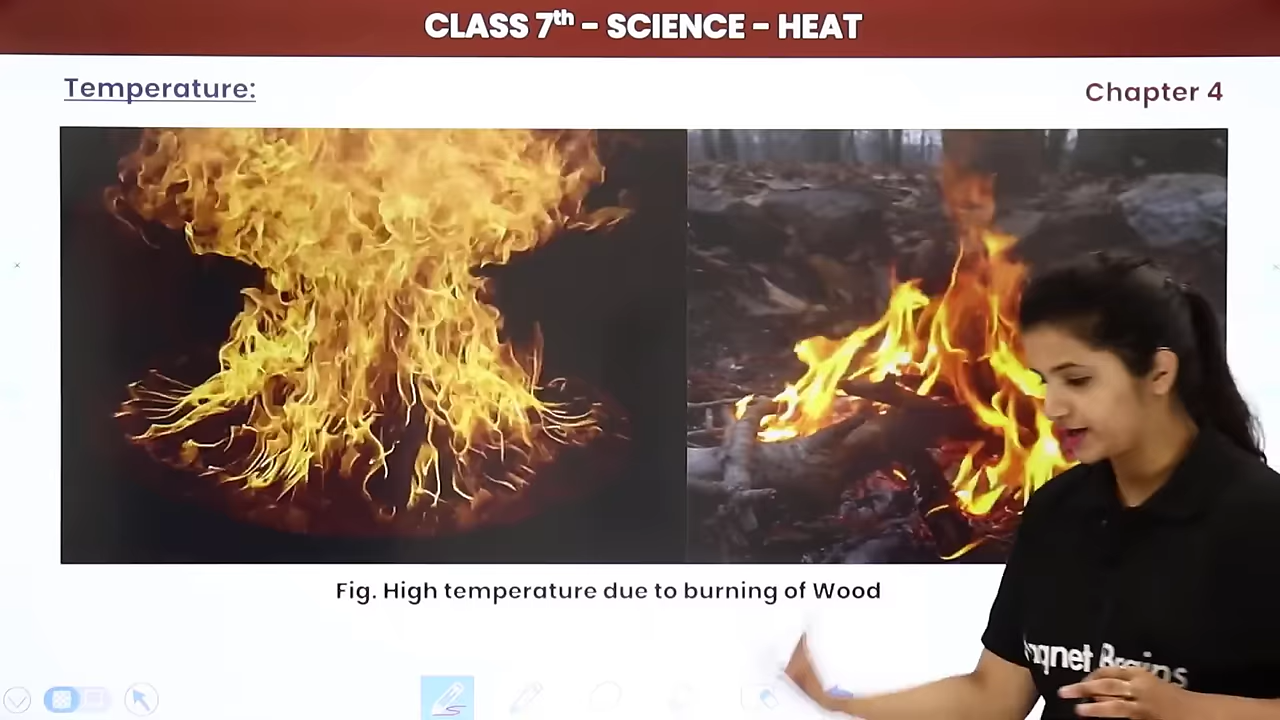 CLASS 7th - SCIENCE - HEAT
Temperature:
Chapter 4
Fig. High temperature due to burning of Wood